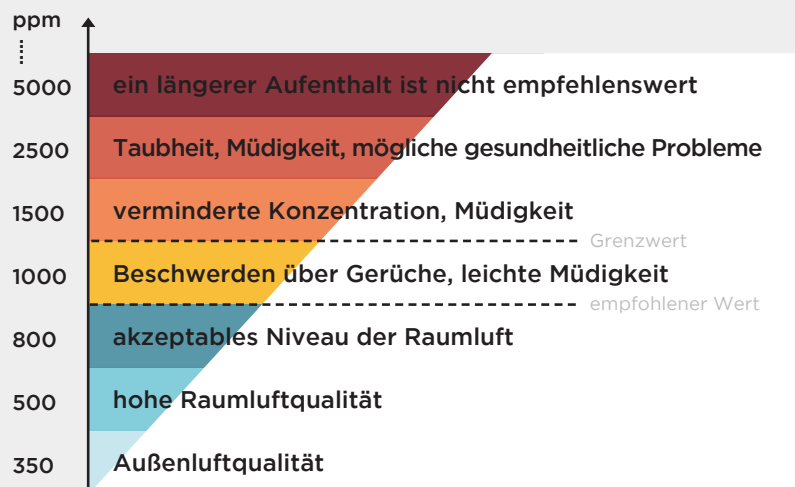 ppm
5000 ein längerer Aufenthalt ist nicht empfehlenswert
2500 Taubheit, Müdigkeit, mögliche gesundheitliche Probleme
1500 verminderte Konzentration, Müdigkeit
Grenzwert
1000 Beschwerden über Gerüche, leichte Müdigkeit
empfohlener Wert
800 akzeptables Niveau der Raumluft
500 hohe Raumluftqualität
350 Außenluftqualität